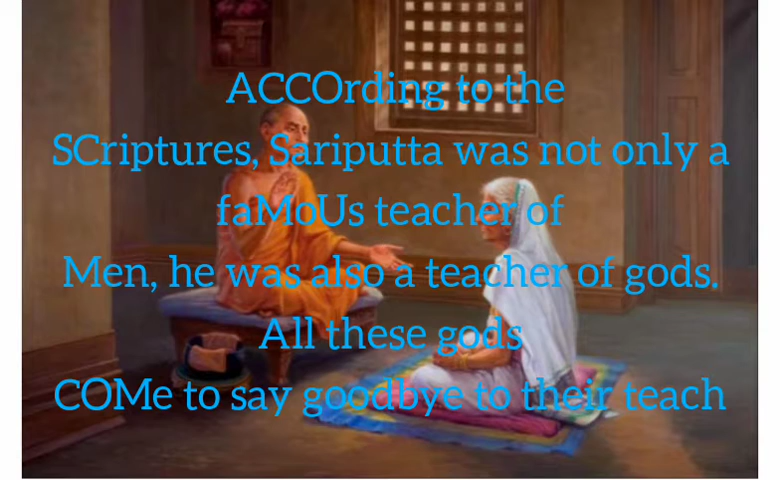 ACCOrding to the
SCriptures, Sariputta was not only a
faMoUs teacher of
Men, he was also a teacher of gods.
All these gods
COMe to say goodbye to their teach